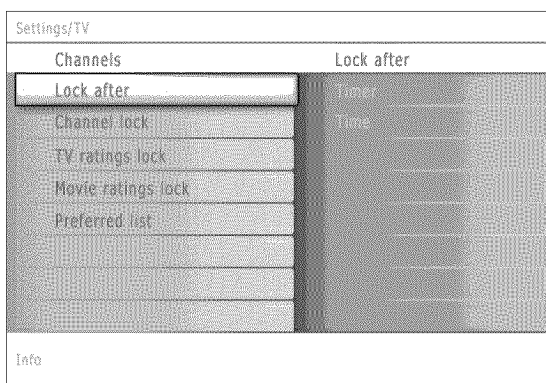 Settings/TV
Channels
Lock after
Lock after
Timer
Channel lock
Time
TV ratings lock
Movie ratings lock
Preferred list
Info